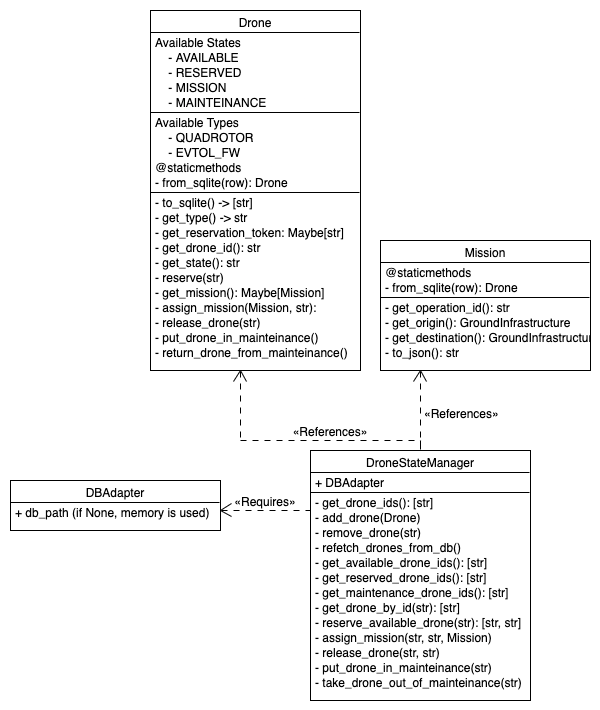 Drone
Available States
- AVAILABLE
- RESERVED
- MISSION
- MAINTEINANCE
Available Types
- QUADROTOR
- EVTOL_FW
@staticmethods
- from_sqlite(row): Drone
- to_sqlite() -> [str]
- get_type() -> str
- get_reservation_token: Maybe[str]
- get_drone_id(): str
- get_state(): str
- reserve(str)
- get_mission(): Maybe[Mission]
- assign_mission(Mission, str):
- release_drone(str)
- put_drone_in_mainteinance()
- return_drone_from_mainteinance()
Mission
@staticmethods
- from_sqlite(row): Drone
- get_operation_id(): str
- get_origin(): GroundInfrastructure
- get_destination(): GroundInfrastructu
- to_json(): str
«References»
«References»
DroneStateManager
+ DBAdapter
- get_drone_ids(): [str]
- add_drone(Drone)
- remove_drone(str)
- refetch_drones_from_db()
- get_available_drone_ids(): [str]
- get_reserved_drone_ids(): [str]
- get_maintenance_drone_ids(): [str]
- get_drone_by_id(str): [str]
- reserve_available_drone(str): [str, str]
- assign_mission(str, str, Mission)
- release_drone(str, str)
- put_drone_in_mainteinance(str)
- take_drone_out_of_mainteinance(str)
DBAdapter
+ db_path (if None, memory is used)
«Requires»